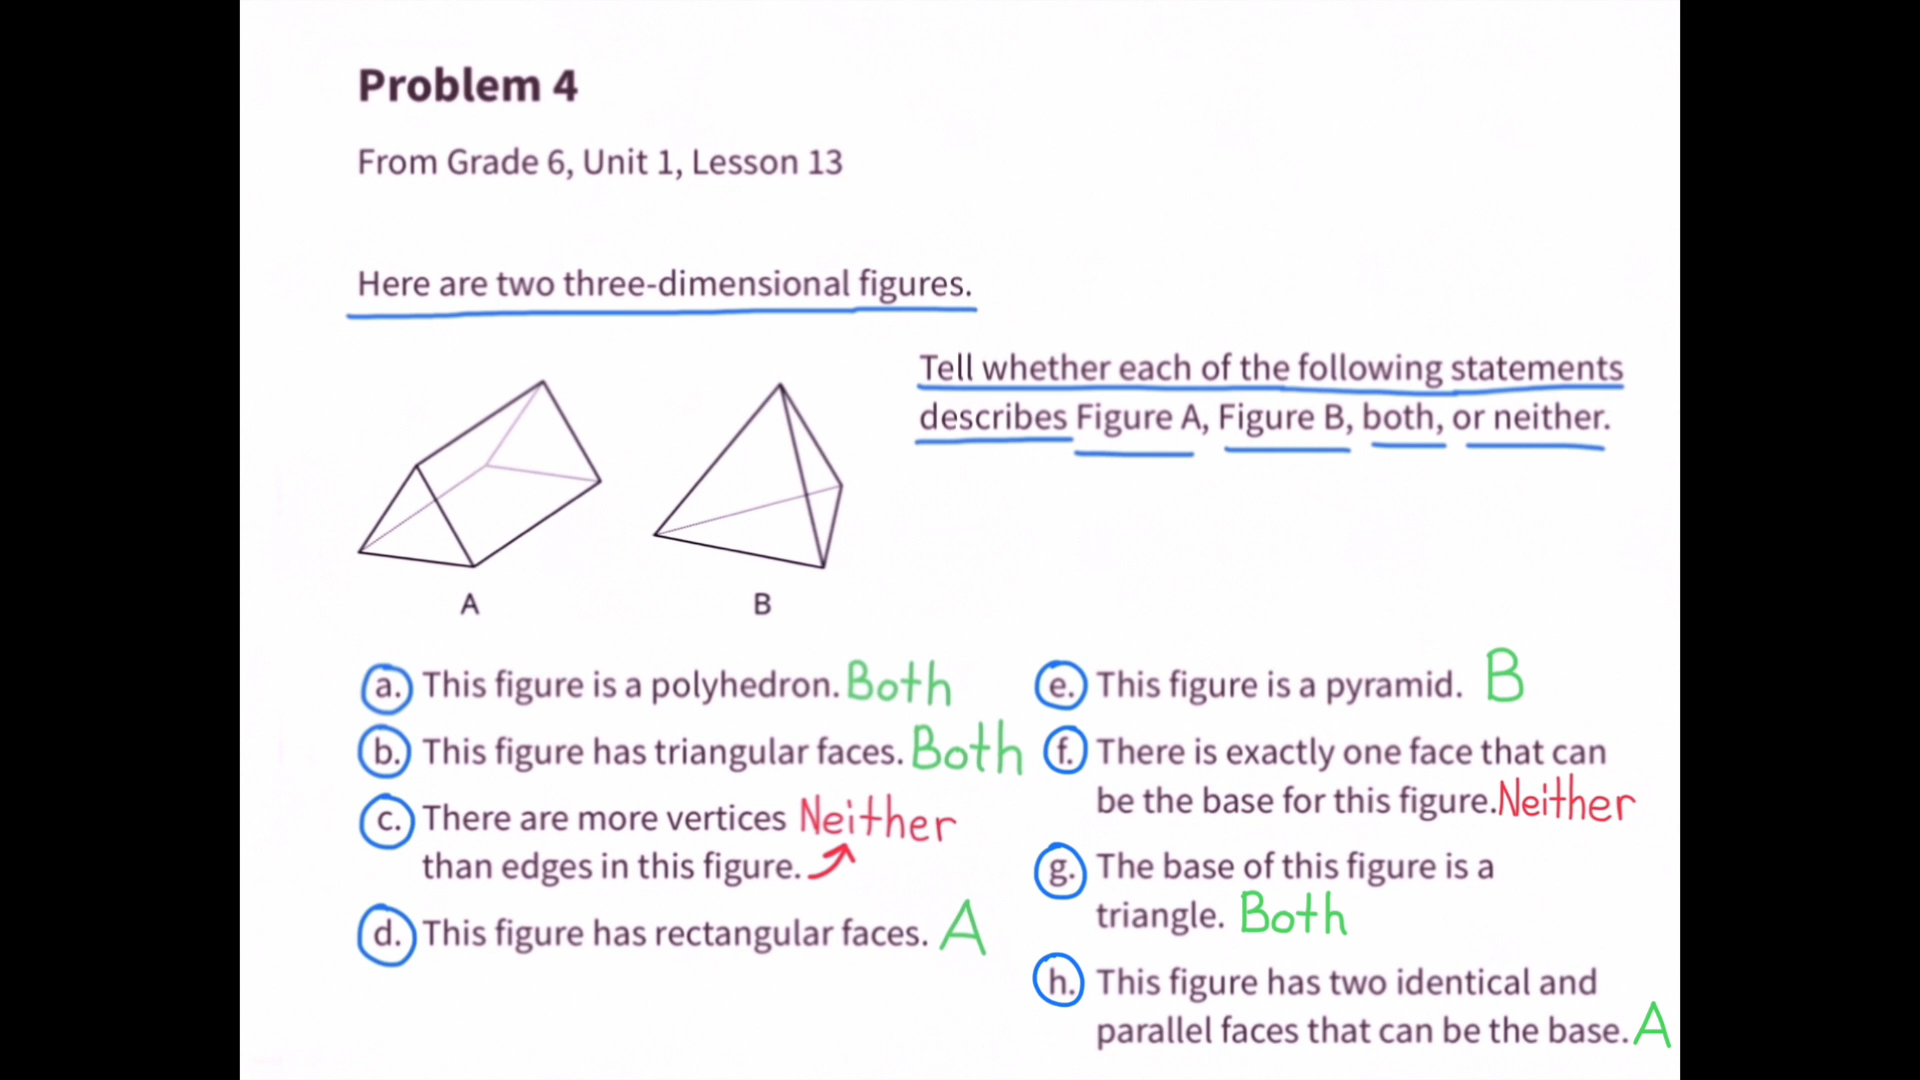 Problem 4
From Grade 6, Unit 1, Lesson 13
Here are two three-dimensional figures.
Tell whether each of the following statements
describes Figure A, Figure B, both, or neither.
A
B
a. This figure is a polyhedron. Both
b. This figure has triangular faces. Both
c. There are more vertices Neither
than edges in this figure.
d. This figure has rectangular faces. A
e. This figure is a pyramid. B
f. There is exactly one face that can
be the base for this figure. Neither
g. The base of this figure is a
triangle. Both
h. This figure has two identical and
parallel faces that can be the base. A